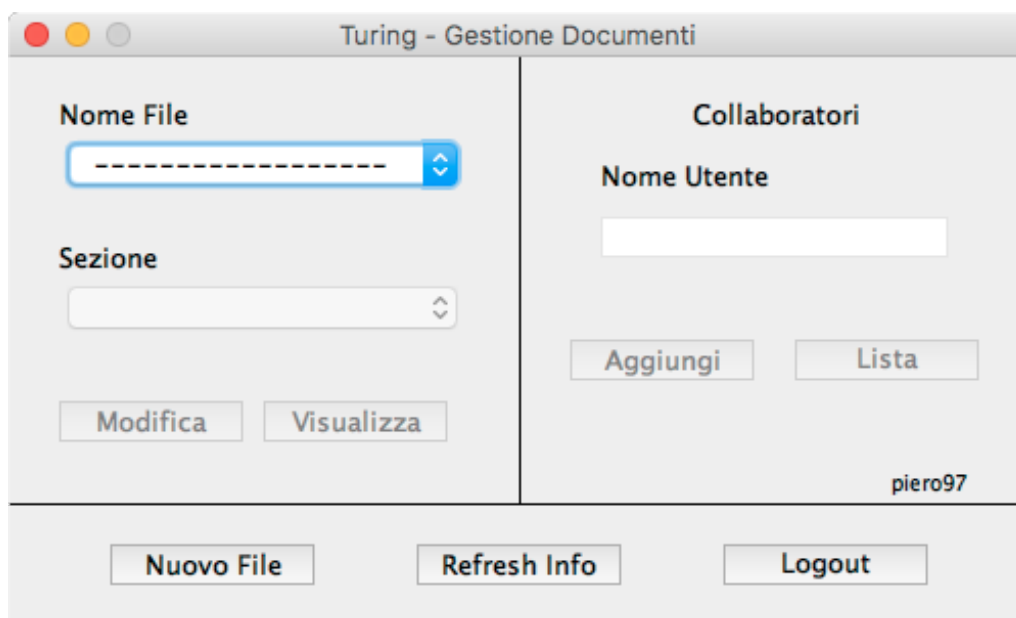 Turing - Gestione Documenti
Nome File
------------------
Sezione
Modifica
Visualizza
Collaboratori
Nome Utente
Aggiungi
Lista
piero97
Nuovo File
Refresh Info
Logout